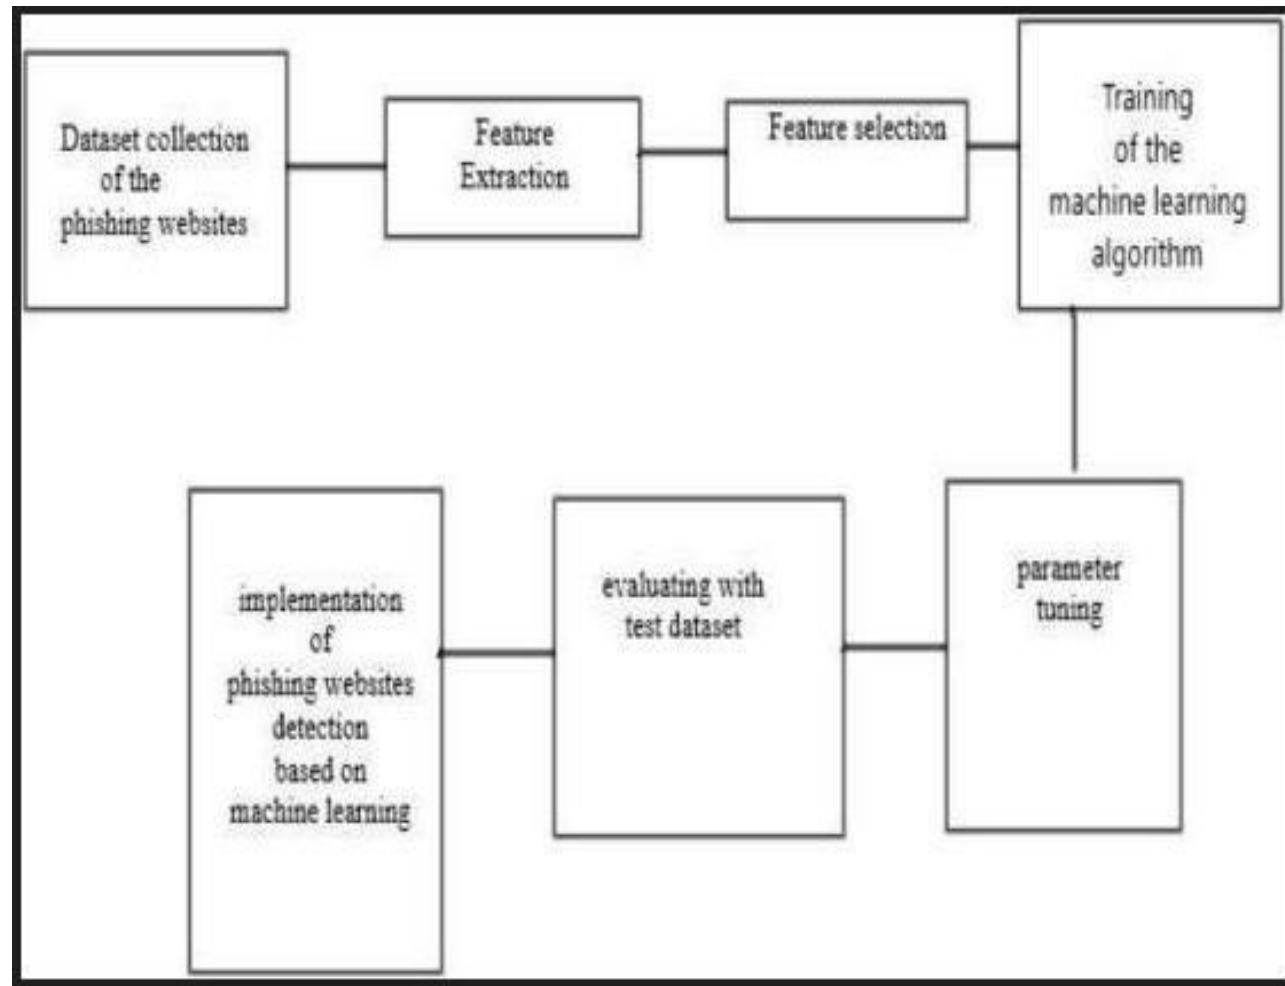 Dataset collection
of the
phishing websites
Feature
Extraction
Feature selection
Training
of the
machine learning
algorithm
parameter
tuning
evaluating with
test dataset
implementation
of
phishing websites
detection
based on
machine learning